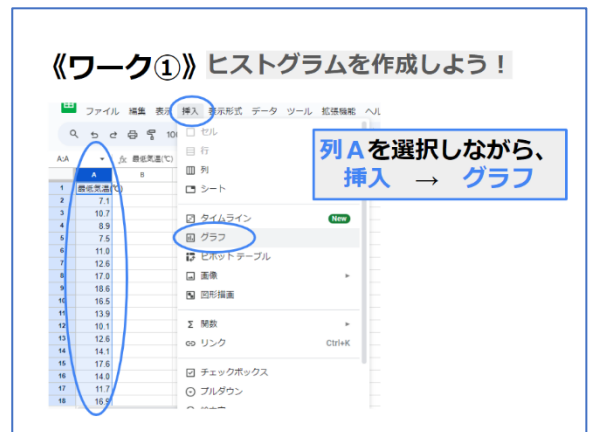 《ワーク①》 ヒストグラムを作成しよう！
ファイル 編集 表示 挿入 表示形式 データ ツール 拡張機能
列Aを選択しながら、
挿入 → グラフ
A:A fx 最低気温(℃)
A B
1 最低気温(℃)
2 7.1
3 10.7
4 8.9
5 7.5
6 11.0
7 12.6
8 17.0
9 18.6
10 16.5
11 13.9
12 10.1
13 12.6
14 14.1
15 17.6
16 14.0
17 11.7
18 16.9
セル
行
列
シート
タイムライン New
グラフ
ピボットテーブル
画像
図形描画
Σ 関数
リンク Ctrl+K
チェックボックス
プルダウン